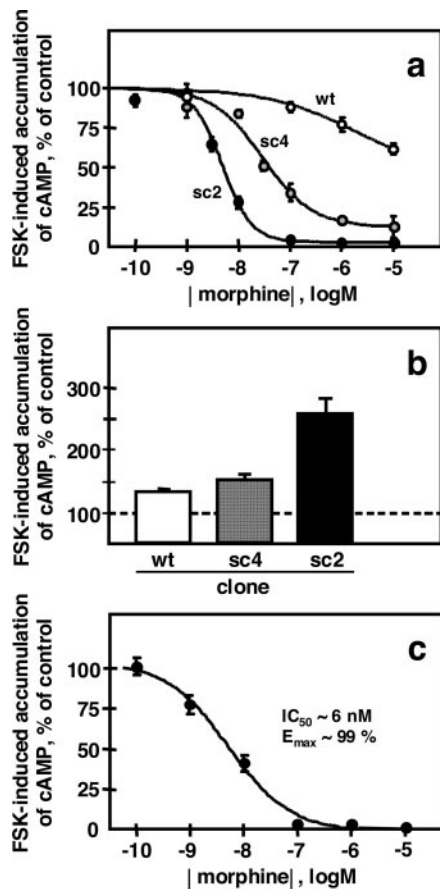 a
FSK-induced accumulation
of cAMP, % of control
100
75
50
25
0
wt
sc4
sc2
-10 -9 -8 -7 -6 -5
|morphine|, logM
b
FSK-induced accumulation
of cAMP, % of control
300
200
100
wt sc4 sc2
clone
c
FSK-induced accumulation
of cAMP, % of control
100
75
50
25
0
IC50 ~ 6 nM
Emax ~ 99 %
-10 -9 -8 -7 -6 -5
|morphine|, logM